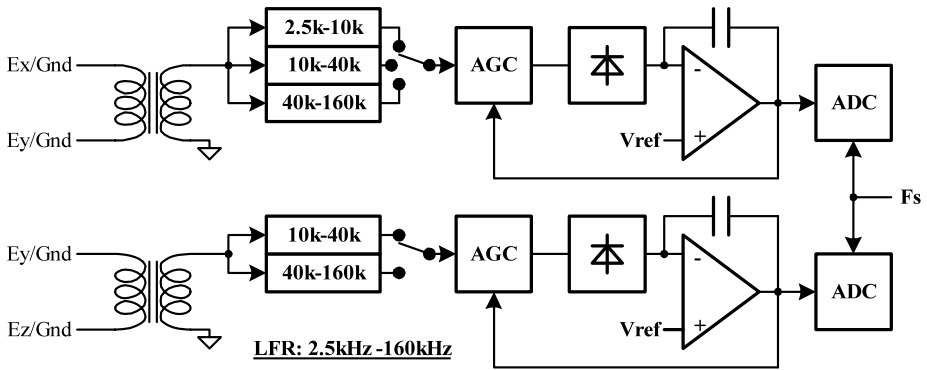 2.5k-10k
Ex/Gnd
10k-40k
AGC
-
40k-160k
ADC
Ey/Gnd
Vref
+
Fs
Ey/Gnd
10k-40k
AGC
-
40k-160k
ADC
Ez/Gnd
Vref
+
LFR: 2.5kHz -160kHz